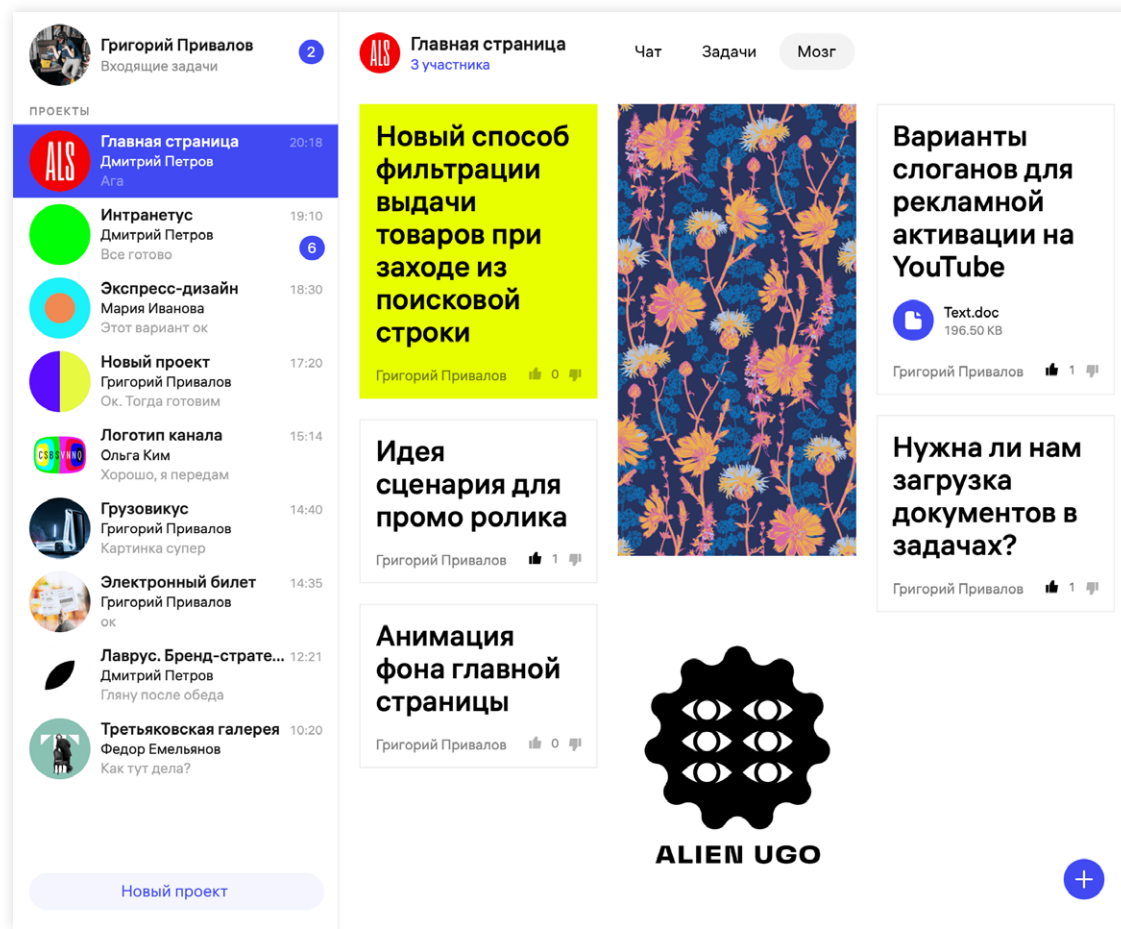 Григорий Привалов
Входящие задачи
2
ПРОЕКТЫ
ALS
Главная страница 20:18
Дмитрий Петров
Ага
Интранетус 19:10
Дмитрий Петров
Все готово
6
Экспресс-дизайн 18:30
Мария Иванова
Этот вариант ок
Новый проект 17:20
Григорий Привалов
Ок. Тогда готовим
CSBSVNNQ
Логотип канала 15:14
Ольга Ким
Хорошо, я передам
Грузовикус 14:40
Григорий Привалов
Картинка супер
Электронный билет 14:35
Григорий Привалов
ок
Лаврус. Бренд-страте... 12:21
Дмитрий Петров
Гляну после обеда
Третьяковская галерея 10:20
Федор Емельянов
Как тут дела?
Новый проект
ALS
Главная страница
3 участника
Чат Задачи Мозг
Новый способ
фильтрации
выдачи
товаров при
заходе из
поисковой
строки
Григорий Привалов 0
Идея
сценария для
промо ролика
Григорий Привалов 1
Анимация
фона главной
страницы
Григорий Привалов 0
ALIEN UGO
Варианты
слоганов для
рекламной
активации на
YouTube
Text.doc
196.50 KB
Григорий Привалов 1
Нужна ли нам
загрузка
документов в
задачах?
Григорий Привалов 1